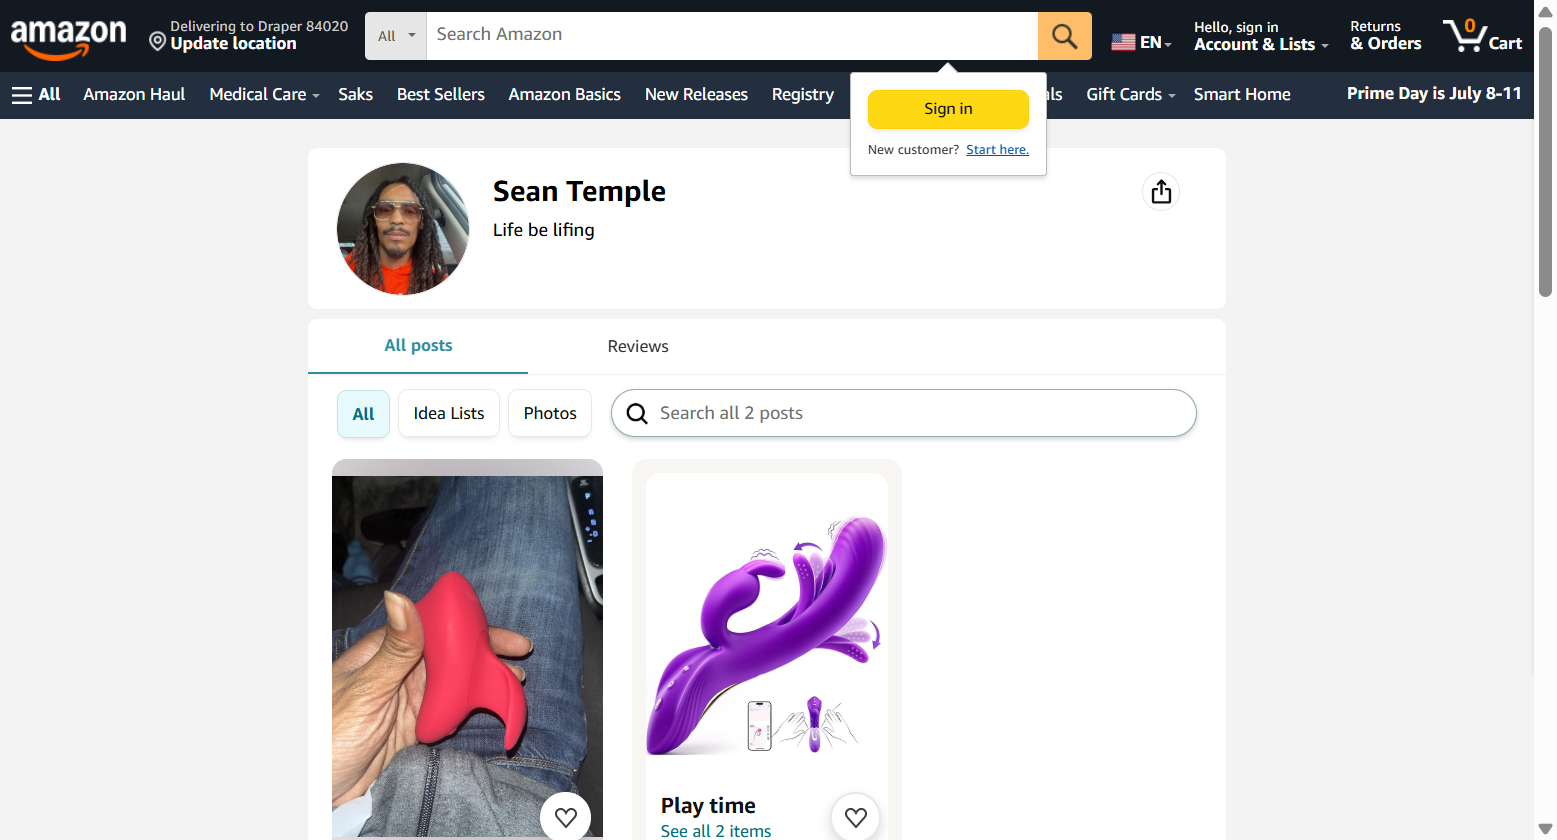 amazon
Delivering to Draper 84020
Update location
All
Search Amazon
EN
Hello, sign in
Account & Lists
Returns
& Orders
0
Cart
All
Amazon Haul
Medical Care
Saks
Best Sellers
Amazon Basics
New Releases
Registry
als
Gift Cards
Smart Home
Prime Day is July 8-11
Sign in
New customer? Start here.
Sean Temple
Life be lifing
All posts
Reviews
All
Idea Lists
Photos
Search all 2 posts
Play time
See all 2 items